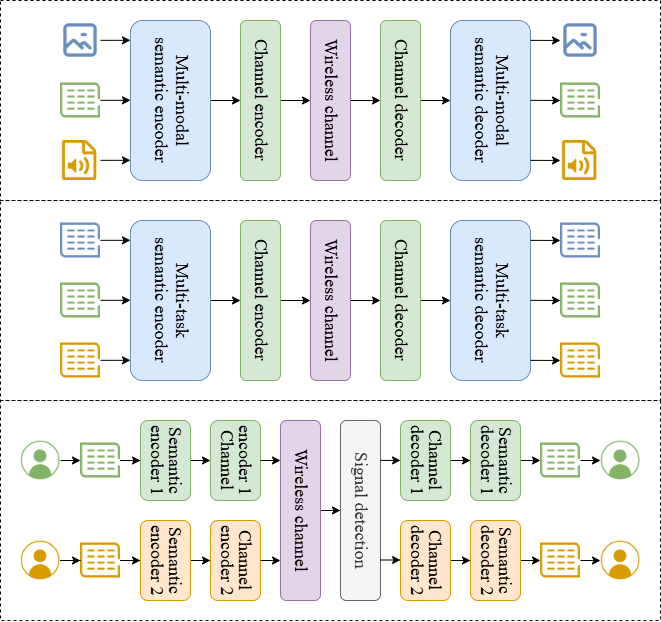 Multi-modal
semantic encoder
Channel encoder
Wireless channel
Channel decoder
Multi-modal
semantic decoder
Multi-task
semantic encoder
Channel encoder
Wireless channel
Channel decoder
Multi-task
semantic decoder
Semantic
encoder 1
encoder 1
Channel
Semantic
encoder 2
Channel
encoder 2
Wireless channel
Signal detection
Channel
decoder 1
Semantic
decoder 1
Channel
decoder 2
Semantic
decoder 2